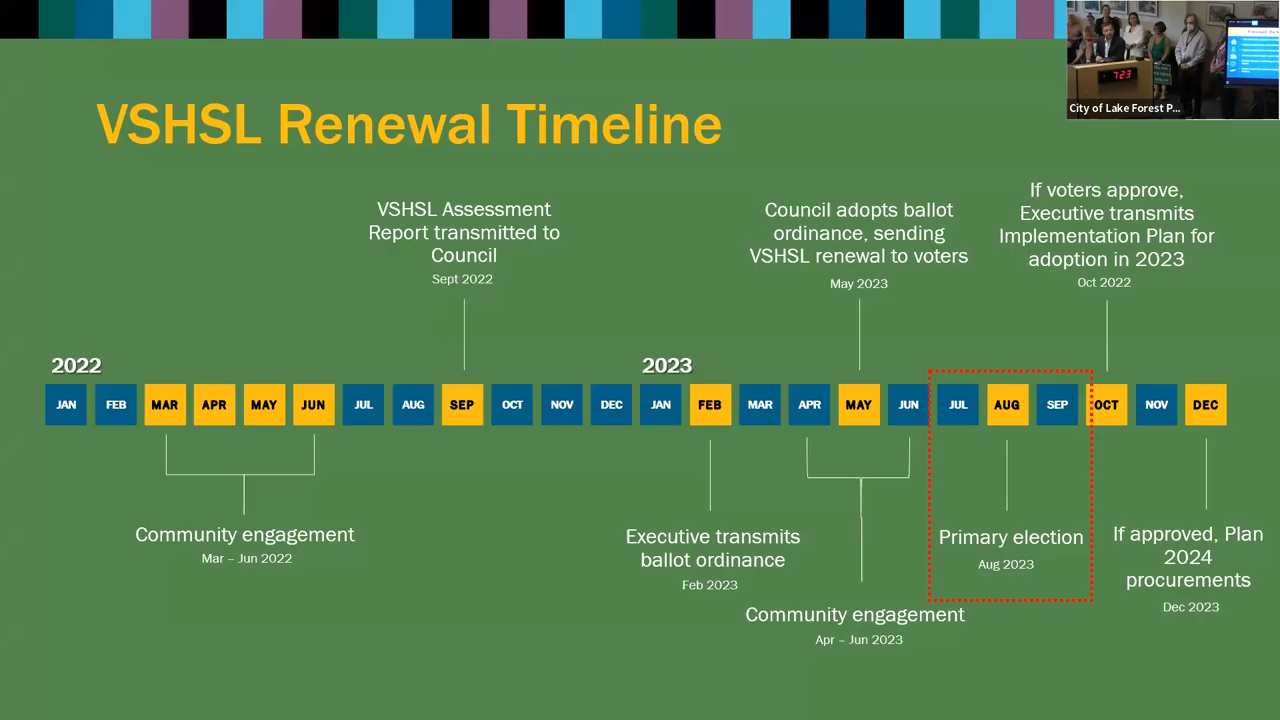 City of Lake Forest P...
723
VSHSL Renewal Timeline
VSHSL Assessment
Report transmitted to
Council
Sept 2022
Council adopts ballot
ordinance, sending
VSHSL renewal to voters
May 2023
If voters approve,
Executive transmits
Implementation Plan for
adoption in 2023
Oct 2022
2022
2023
JAN FEB MAR APR MAY JUN JUL AUG SEP OCT NOV DEC JAN FEB MAR APR MAY JUN JUL AUG SEP OCT NOV DEC
Community engagement
Mar – Jun 2022
Executive transmits
ballot ordinance
Feb 2023
Community engagement
Apr – Jun 2023
Primary election
Aug 2023
If approved, Plan
2024
procurements
Dec 2023